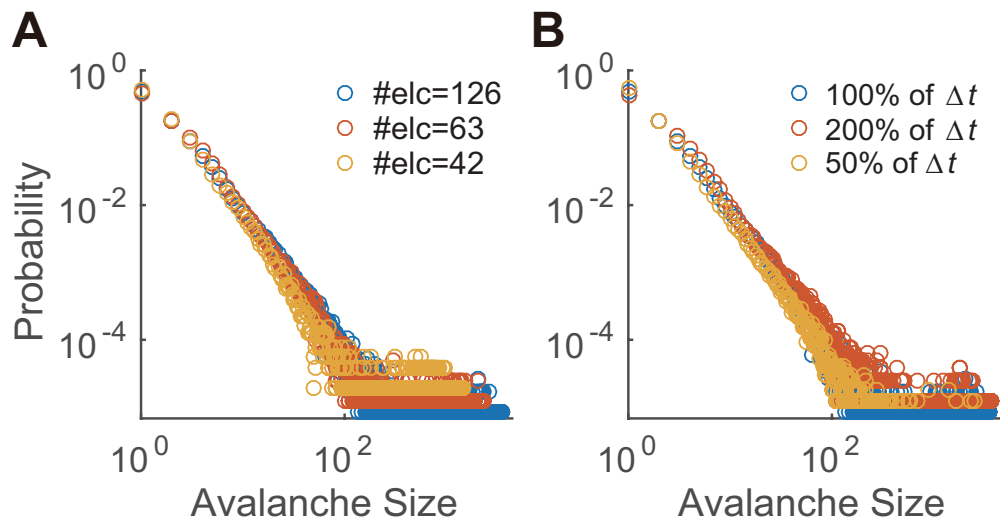 A
Probability
10^0
10^-2
10^-4
#elc=126
#elc=63
#elc=42
10^0
10^2
Avalanche Size
B
10^0
10^-2
10^-4
100% of Δt
200% of Δt
50% of Δt
10^0
10^2
Avalanche Size